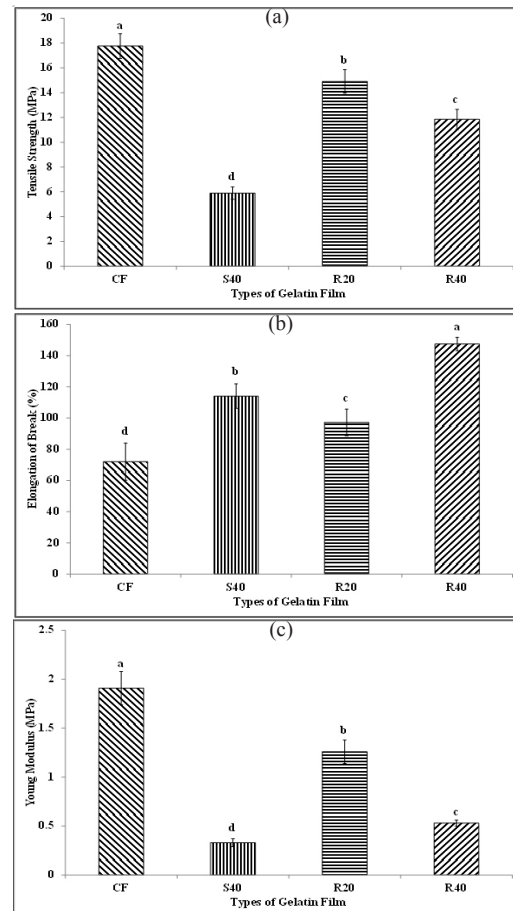 (a)
Tensile Strength (MPa)
20
18
16
14
12
10
8
6
4
2
0
a
d
b
c
CF S40 R20 R40
Types of Gelatin Film
(b)
Elongation of Break (%)
160
140
120
100
80
60
40
20
0
d
b
c
a
CF S40 R20 R40
Types of Gelatin Film
(c)
Young Modulus (MPa)
2.5
2
1.5
1
0.5
0
a
d
b
c
CF S40 R20 R40
Types of Gelatin Film